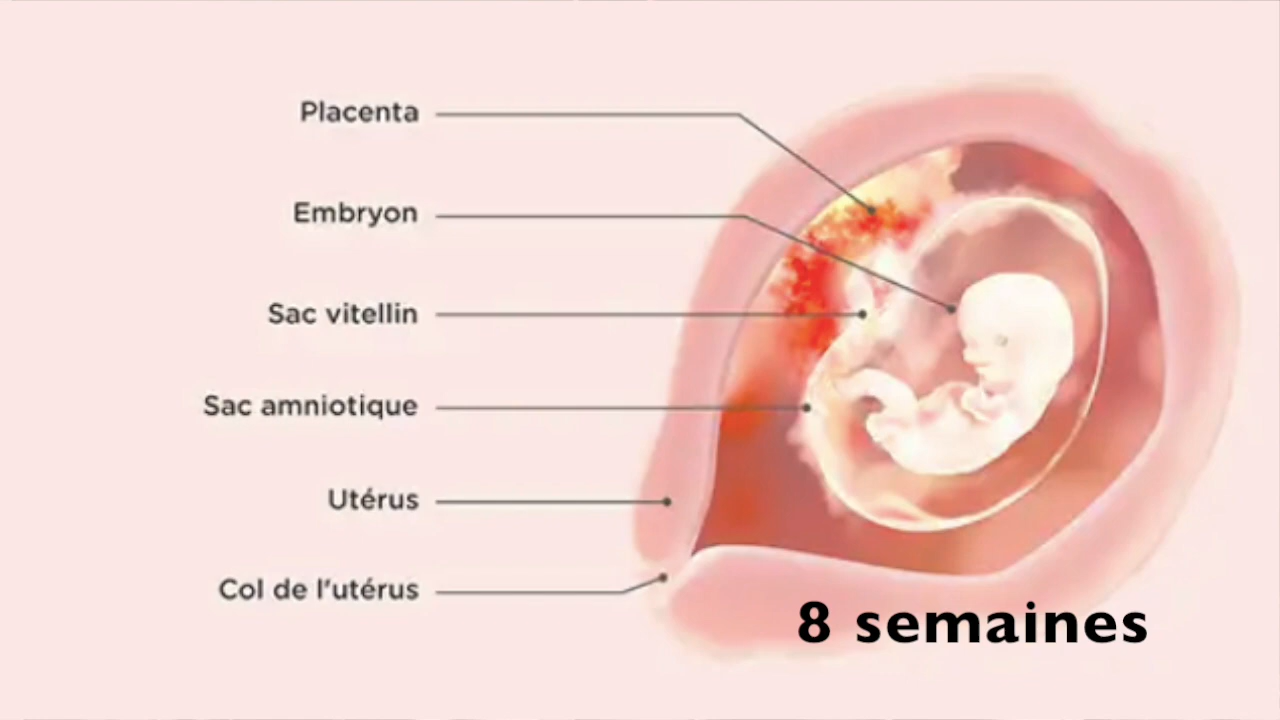 Placenta
Embryon
Sac vitellin
Sac amniotique
Utérus
Col de l'utérus
8 semaines